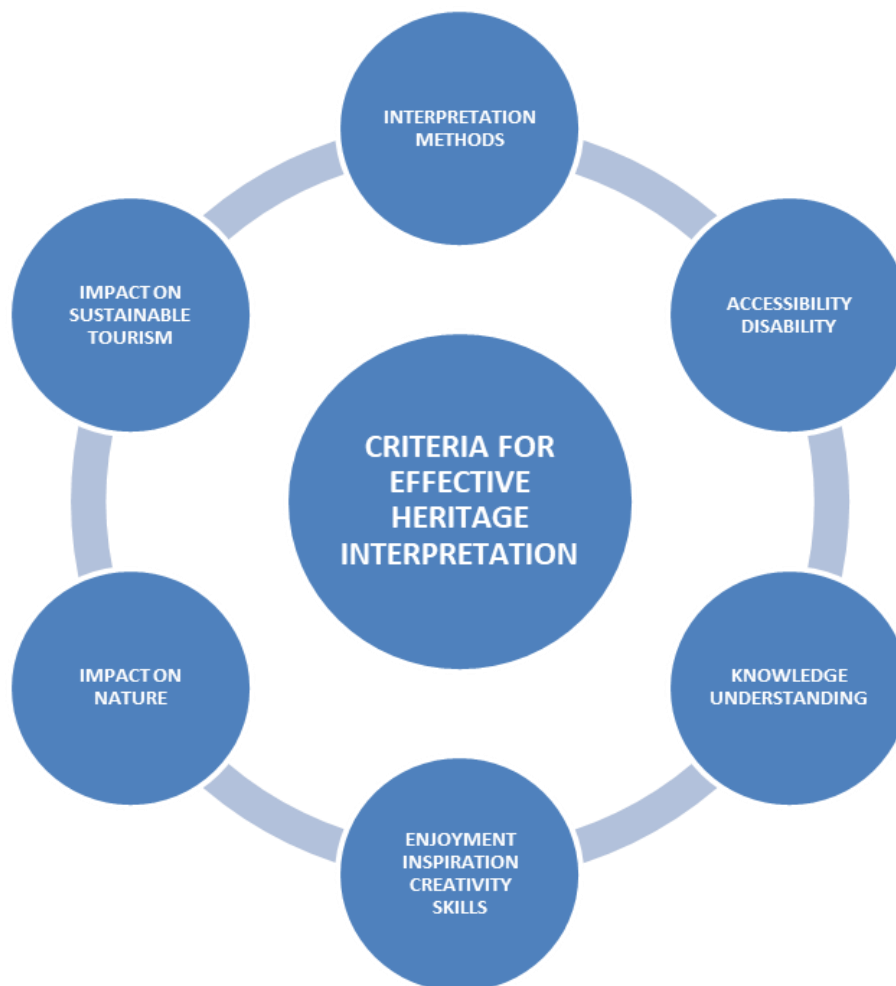 INTERPRETATION
METHODS
IMPACT ON
SUSTAINABLE
TOURISM
ACCESSIBILITY
DISABILITY
CRITERIA FOR
EFFECTIVE
HERITAGE
INTERPRETATION
IMPACT ON
NATURE
KNOWLEDGE
UNDERSTANDING
ENJOYMENT
INSPIRATION
CREATIVITY
SKILLS